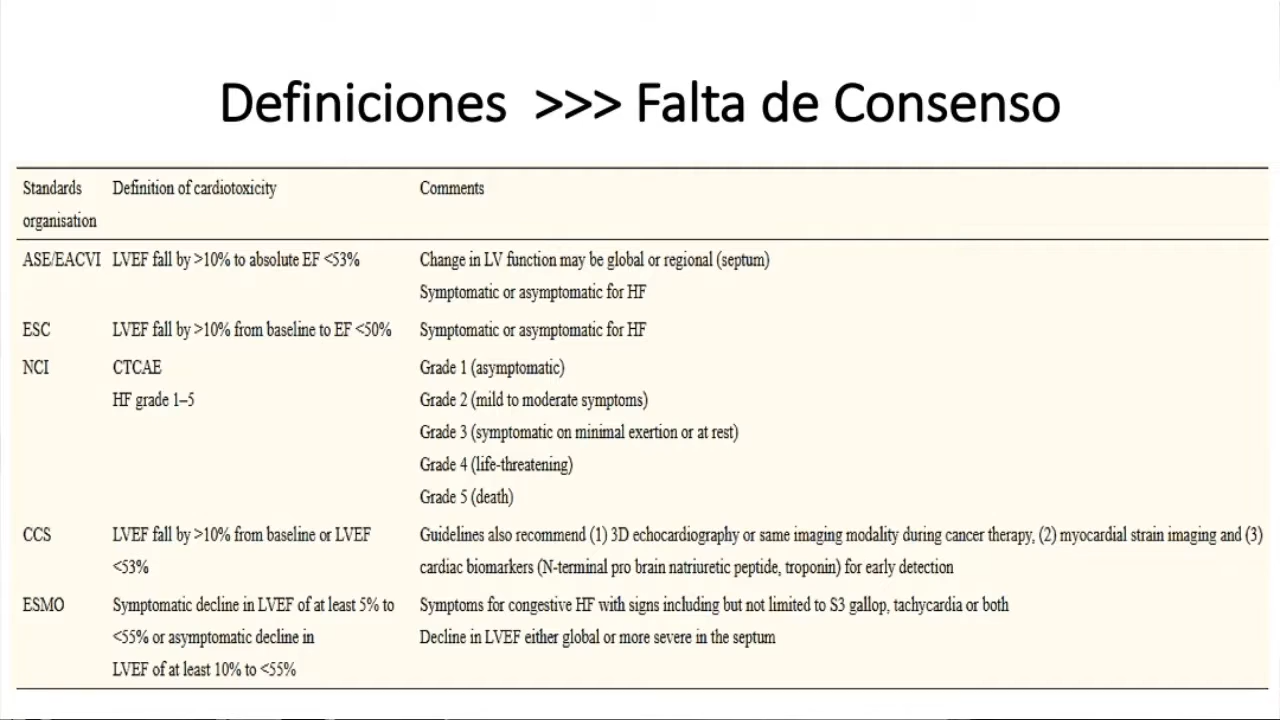 Definiciones >>> Falta de Consenso
Standards organisation Definition of cardiotoxicity Comments
ASE/EACVI LVEF fall by >10% to absolute EF <53% Change in LV function may be global or regional (septum)
Symptomatic or asymptomatic for HF
ESC LVEF fall by >10% from baseline to EF <50% Symptomatic or asymptomatic for HF
NCI CTCAE Grade 1 (asymptomatic)
HF grade 1–5 Grade 2 (mild to moderate symptoms)
Grade 3 (symptomatic on minimal exertion or at rest)
Grade 4 (life-threatening)
Grade 5 (death)
CCS LVEF fall by >10% from baseline or LVEF Guidelines also recommend (1) 3D echocardiography or same imaging modality during cancer therapy, (2) myocardial strain imaging and (3)
<53% cardiac biomarkers (N-terminal pro brain natriuretic peptide, troponin) for early detection
ESMO Symptomatic decline in LVEF of at least 5% to Symptoms for congestive HF with signs including but not limited to S3 gallop, tachycardia or both
<55% or asymptomatic decline in Decline in LVEF either global or more severe in the septum
LVEF of at least 10% to <55%